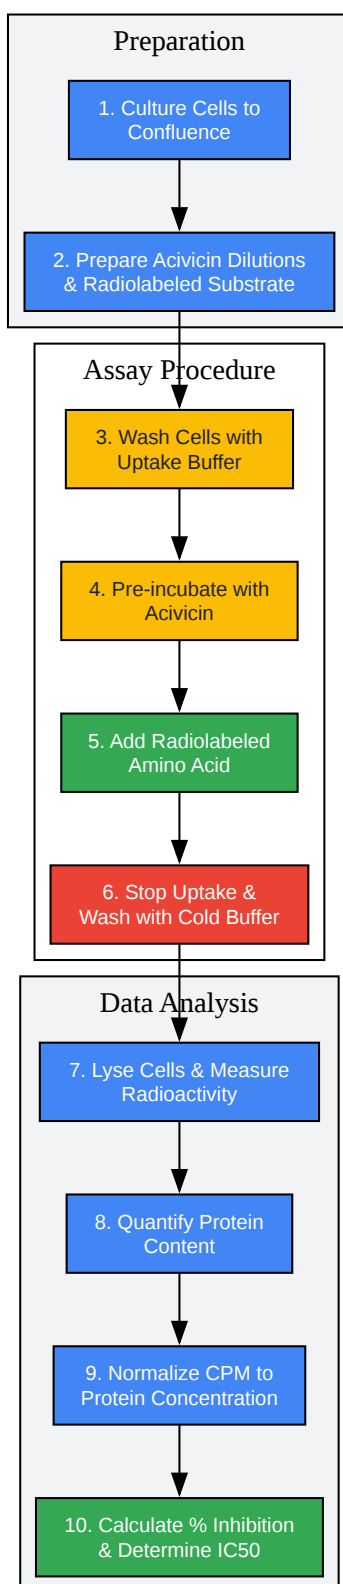 Preparation
1. Culture Cells to
Confluence
2. Prepare Acivicin Dilutions
& Radiolabeled Substrate
Assay Procedure
3. Wash Cells with
Uptake Buffer
4. Pre-incubate with
Acivicin
5. Add Radiolabeled
Amino Acid
6. Stop Uptake &
Wash with Cold Buffer
Data Analysis
7. Lyse Cells & Measure
Radioactivity
8. Quantify Protein
Content
9. Normalize CPM to
Protein Concentration
10. Calculate % Inhibition
& Determine IC50